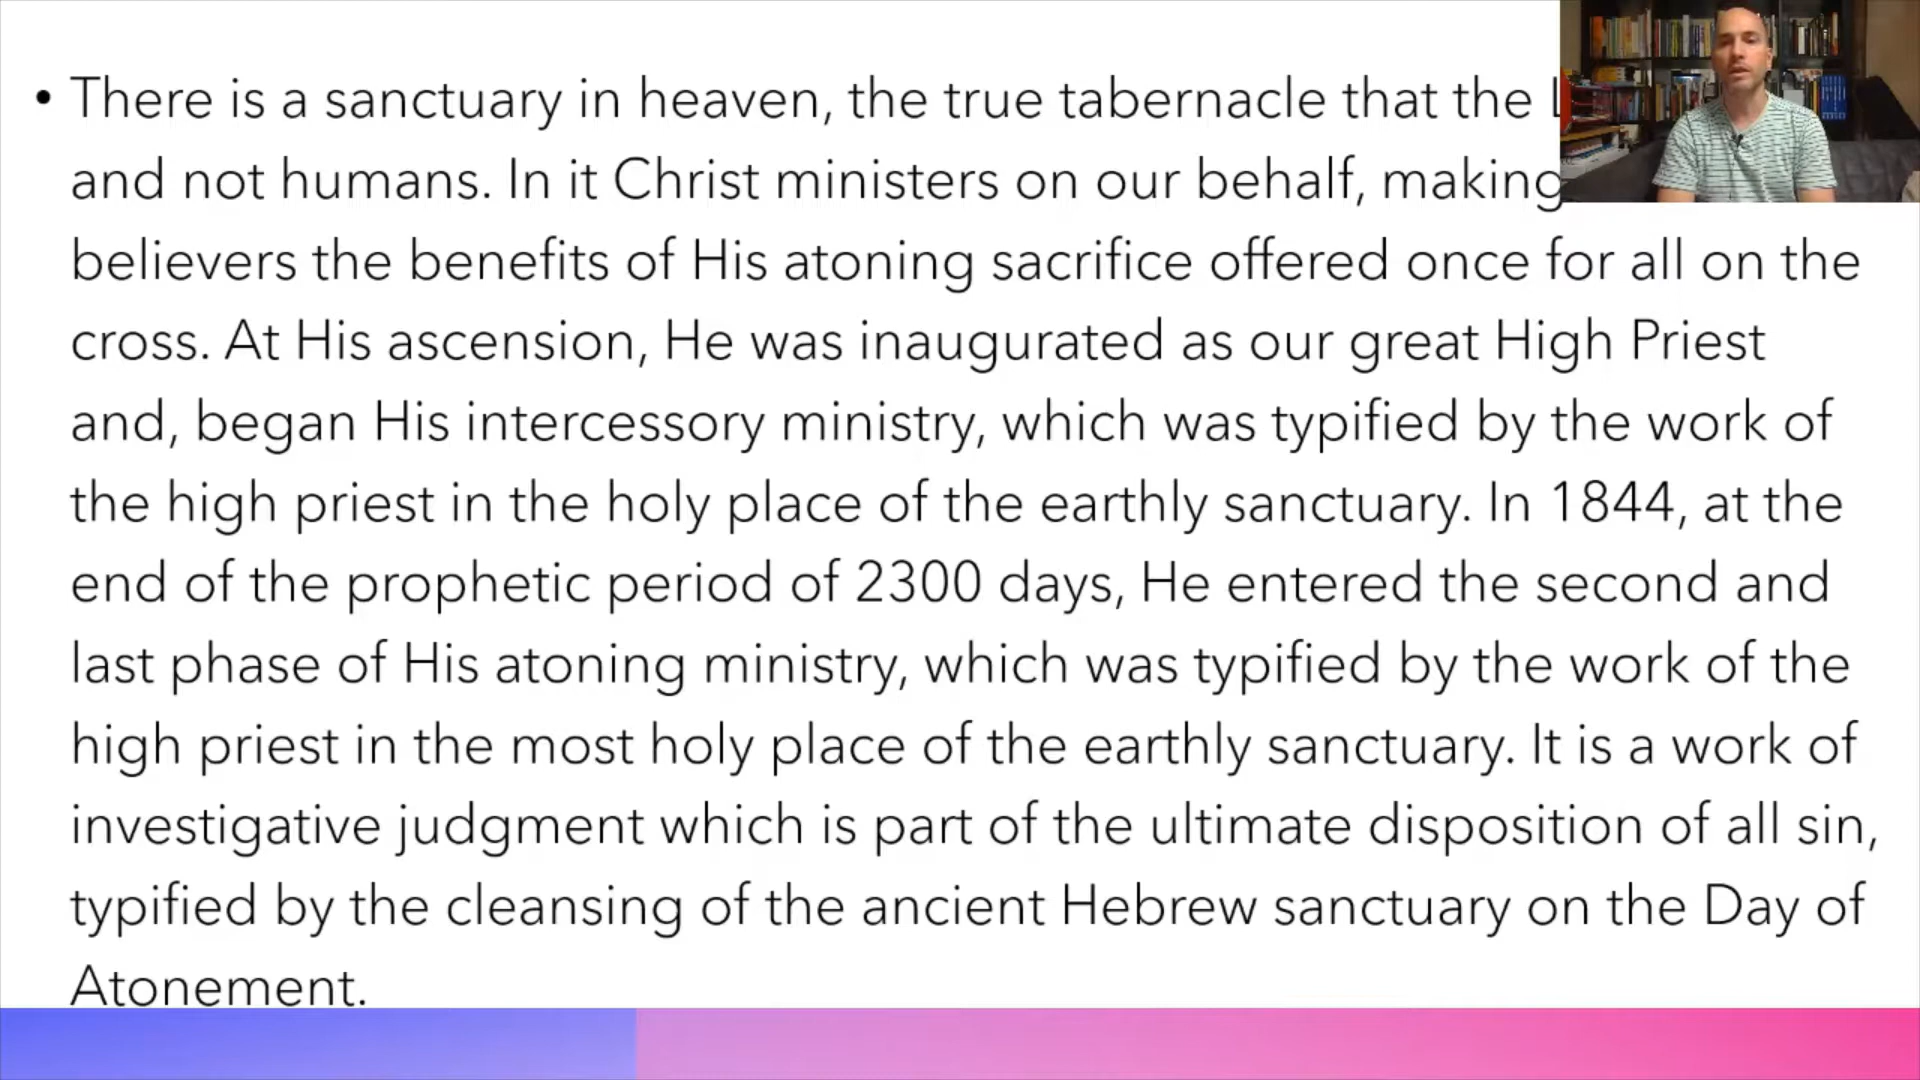 • There is a sanctuary in heaven, the true tabernacle that the
and not humans. In it Christ ministers on our behalf, making
believers the benefits of His atoning sacrifice offered once for all on the
cross. At His ascension, He was inaugurated as our great High Priest
and, began His intercessory ministry, which was typified by the work of
the high priest in the holy place of the earthly sanctuary. In 1844, at the
end of the prophetic period of 2300 days, He entered the second and
last phase of His atoning ministry, which was typified by the work of the
high priest in the most holy place of the earthly sanctuary. It is a work of
investigative judgment which is part of the ultimate disposition of all sin,
typified by the cleansing of the ancient Hebrew sanctuary on the Day of
Atonement.